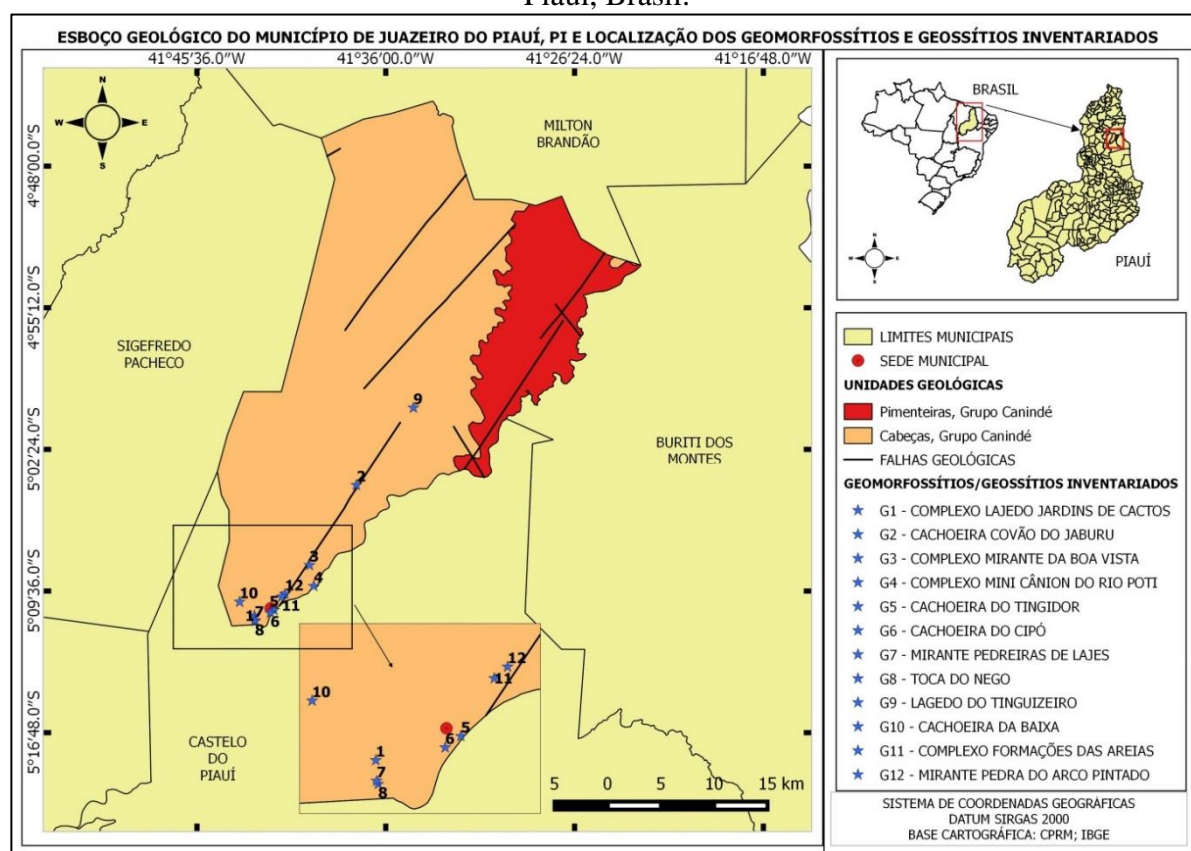 Piauí, Brasil.
ESBOÇO GEOLÓGICO DO MUNICÍPIO DE JUAZEIRO DO PIAUÍ, PI E LOCALIZAÇÃO DOS GEOMORFOSSÍTIOS E GEOSSÍTIOS INVENTARIADOS
41°45'36.0"W 41°36'00.0"W 41°26'24.0"W 41°16'48.0"W
4°48'00.0"S
4°55'12.0"S
5°02'24.0"S
5°09'36.0"S
5°16'48.0"S
N
W E
S
MILTON
BRANDÃO
SIGEFREDO
PACHECO
BURITI DOS
MONTES
CASTELO
DO
PIAUÍ
9
2
3
4
12
10
5
11
17
6
8
12
11
10
5
6
1
7
8
5 0 5 10 15 km
BRASIL
PIAUÍ
N
W E
S
LIMITES MUNICIPAIS
SEDE MUNICIPAL
UNIDADES GEOLÓGICAS
Pimenteiras, Grupo Canindé
Cabeças, Grupo Canindé
FALHAS GEOLÓGICAS
GEOMORFOSSÍTIOS/GEOSSÍTIOS INVENTARIADOS
G1 - COMPLEXO LAJEDO JARDINS DE CACTOS
G2 - CACHOEIRA COVÃO DO JABURU
G3 - COMPLEXO MIRANTE DA BOA VISTA
G4 - COMPLEXO MINI CÂNION DO RIO POTI
G5 - CACHOEIRA DO TINGIDOR
G6 - CACHOEIRA DO CIPÓ
G7 - MIRANTE PEDREIRAS DE LAJES
G8 - TOCA DO NEGO
G9 - LAGEDO DO TINGUIZEIRO
G10 - CACHOEIRA DA BAIXA
G11 - COMPLEXO FORMAÇÕES DAS AREIAS
G12 - MIRANTE PEDRA DO ARCO PINTADO
SISTEMA DE COORDENADAS GEOGRÁFICAS
DATUM SIRGAS 2000
BASE CARTOGRÁFICA: CPRM; IBGE